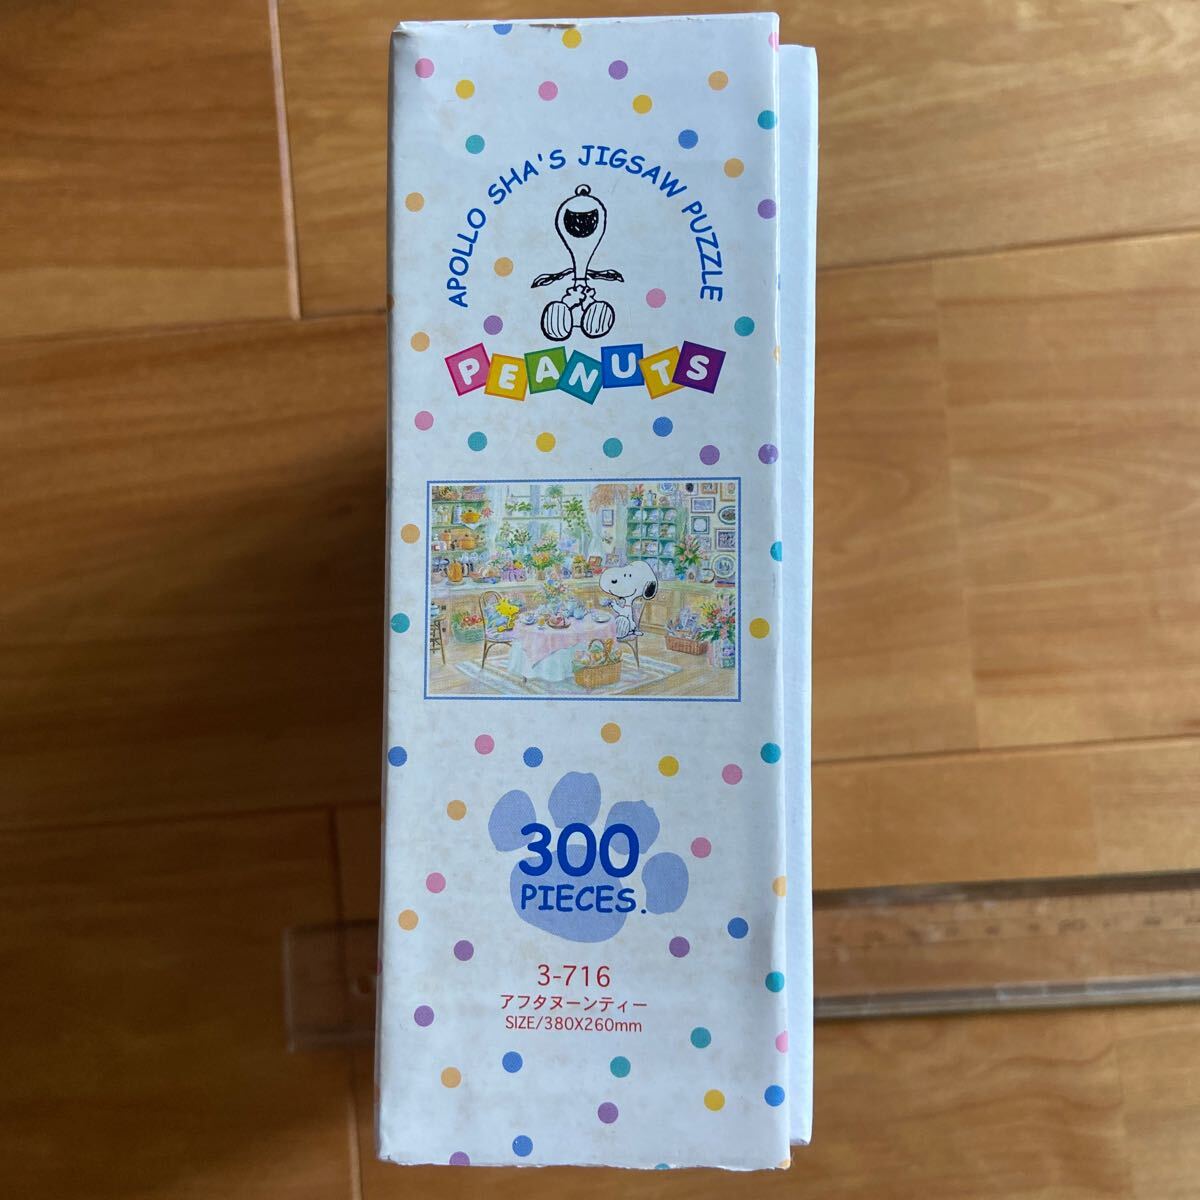 APOLLO SHA'S JIGSAW PUZZLE
PEANUTS
300
PIECES.
3-716
アフタヌーンティー
SIZE/380X260mm